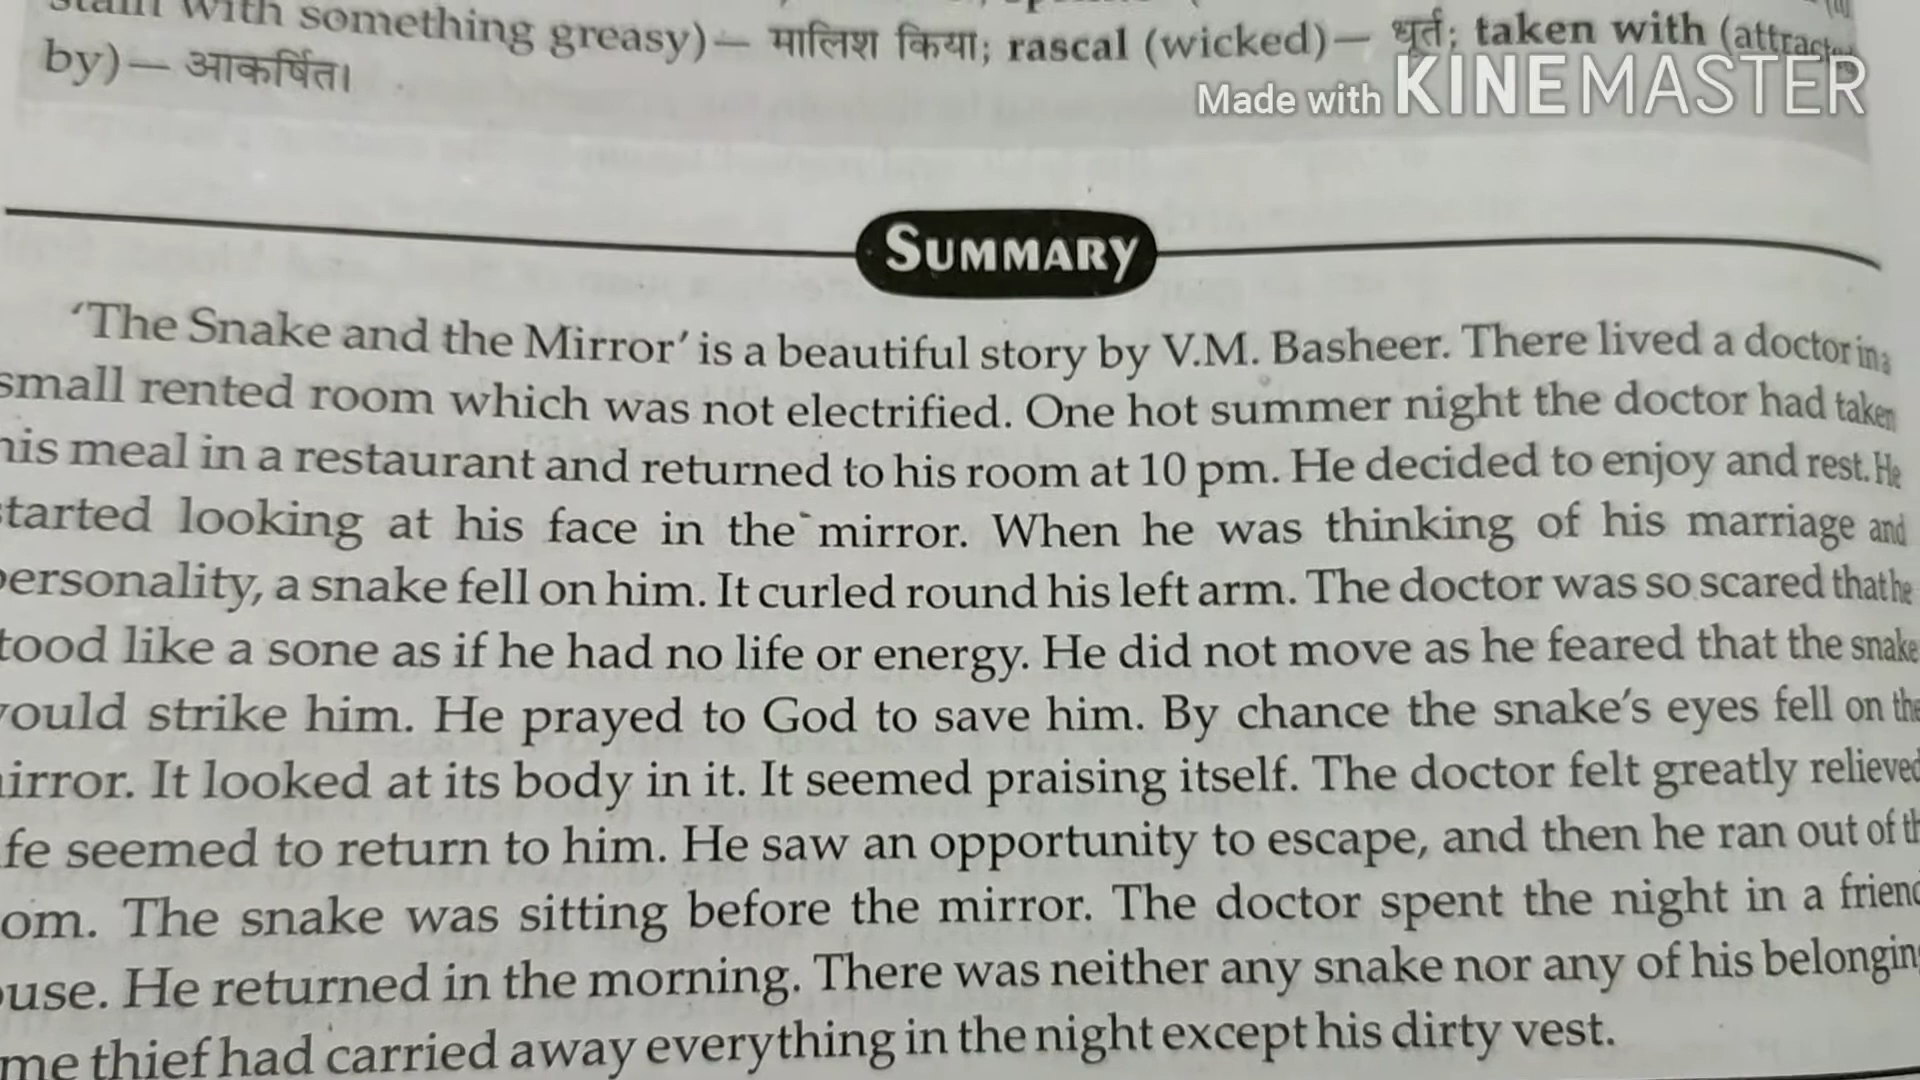 with something greasy)— मालिश किया; rascal (wicked)— धूर्त; taken with (attracted
by)— आकर्षित।
Made with KINEMASTER
SUMMARY
'The Snake and the Mirror' is a beautiful story by V.M. Basheer. There lived a doctor in a
small rented room which was not electrified. One hot summer night the doctor had taken
his meal in a restaurant and returned to his room at 10 pm. He decided to enjoy and rest. He
started looking at his face in the mirror. When he was thinking of his marriage and
personality, a snake fell on him. It curled round his left arm. The doctor was so scared that he
tood like a sone as if he had no life or energy. He did not move as he feared that the snake
ould strike him. He prayed to God to save him. By chance the snake's eyes fell on the
irror. It looked at its body in it. It seemed praising itself. The doctor felt greatly relieved
fe seemed to return to him. He saw an opportunity to escape, and then he ran out of th
om. The snake was sitting before the mirror. The doctor spent the night in a friend
ouse. He returned in the morning. There was neither any snake nor any of his belonging
me thief had carried away everything in the night except his dirty vest.